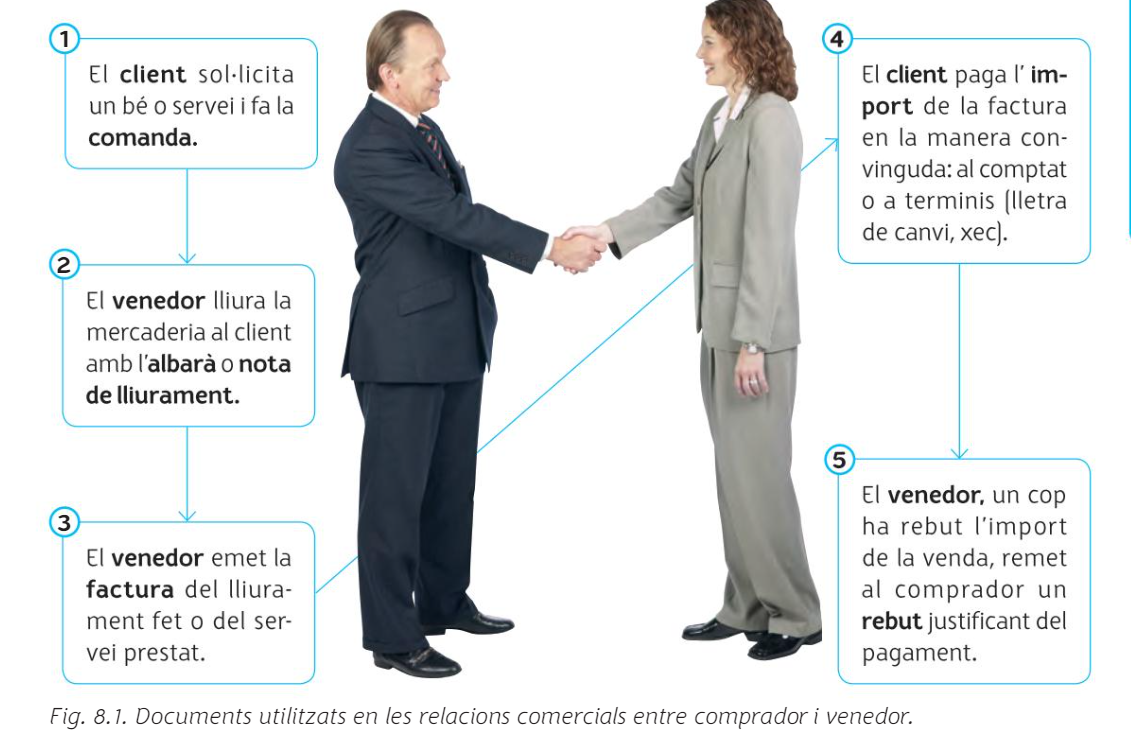 1
El client sol·licita
un bé o servei i fa la
comanda.
2
El venedor lliura la
mercaderia al client
amb l'albarà o nota
de lliurament.
3
El venedor emet la
factura del lliura-
ment fet o del ser-
vei prestat.
4
El client paga l' im-
port de la factura
en la manera con-
vinguda: al comptat
o a terminis (lletra
de canvi, xec).
5
El venedor, un cop
ha rebut l'import
de la venda, remet
al comprador un
rebut justificant del
pagament.
Fig. 8.1. Documents utilitzats en les relacions comercials entre comprador i venedor.